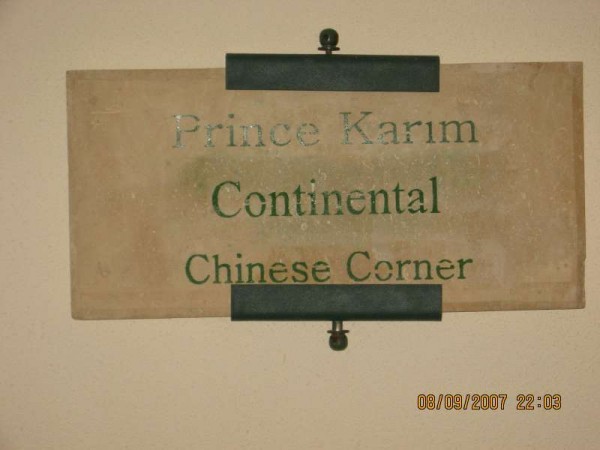 Prince Karim
Continental
Chinese Corner
08/09/2007 22:03